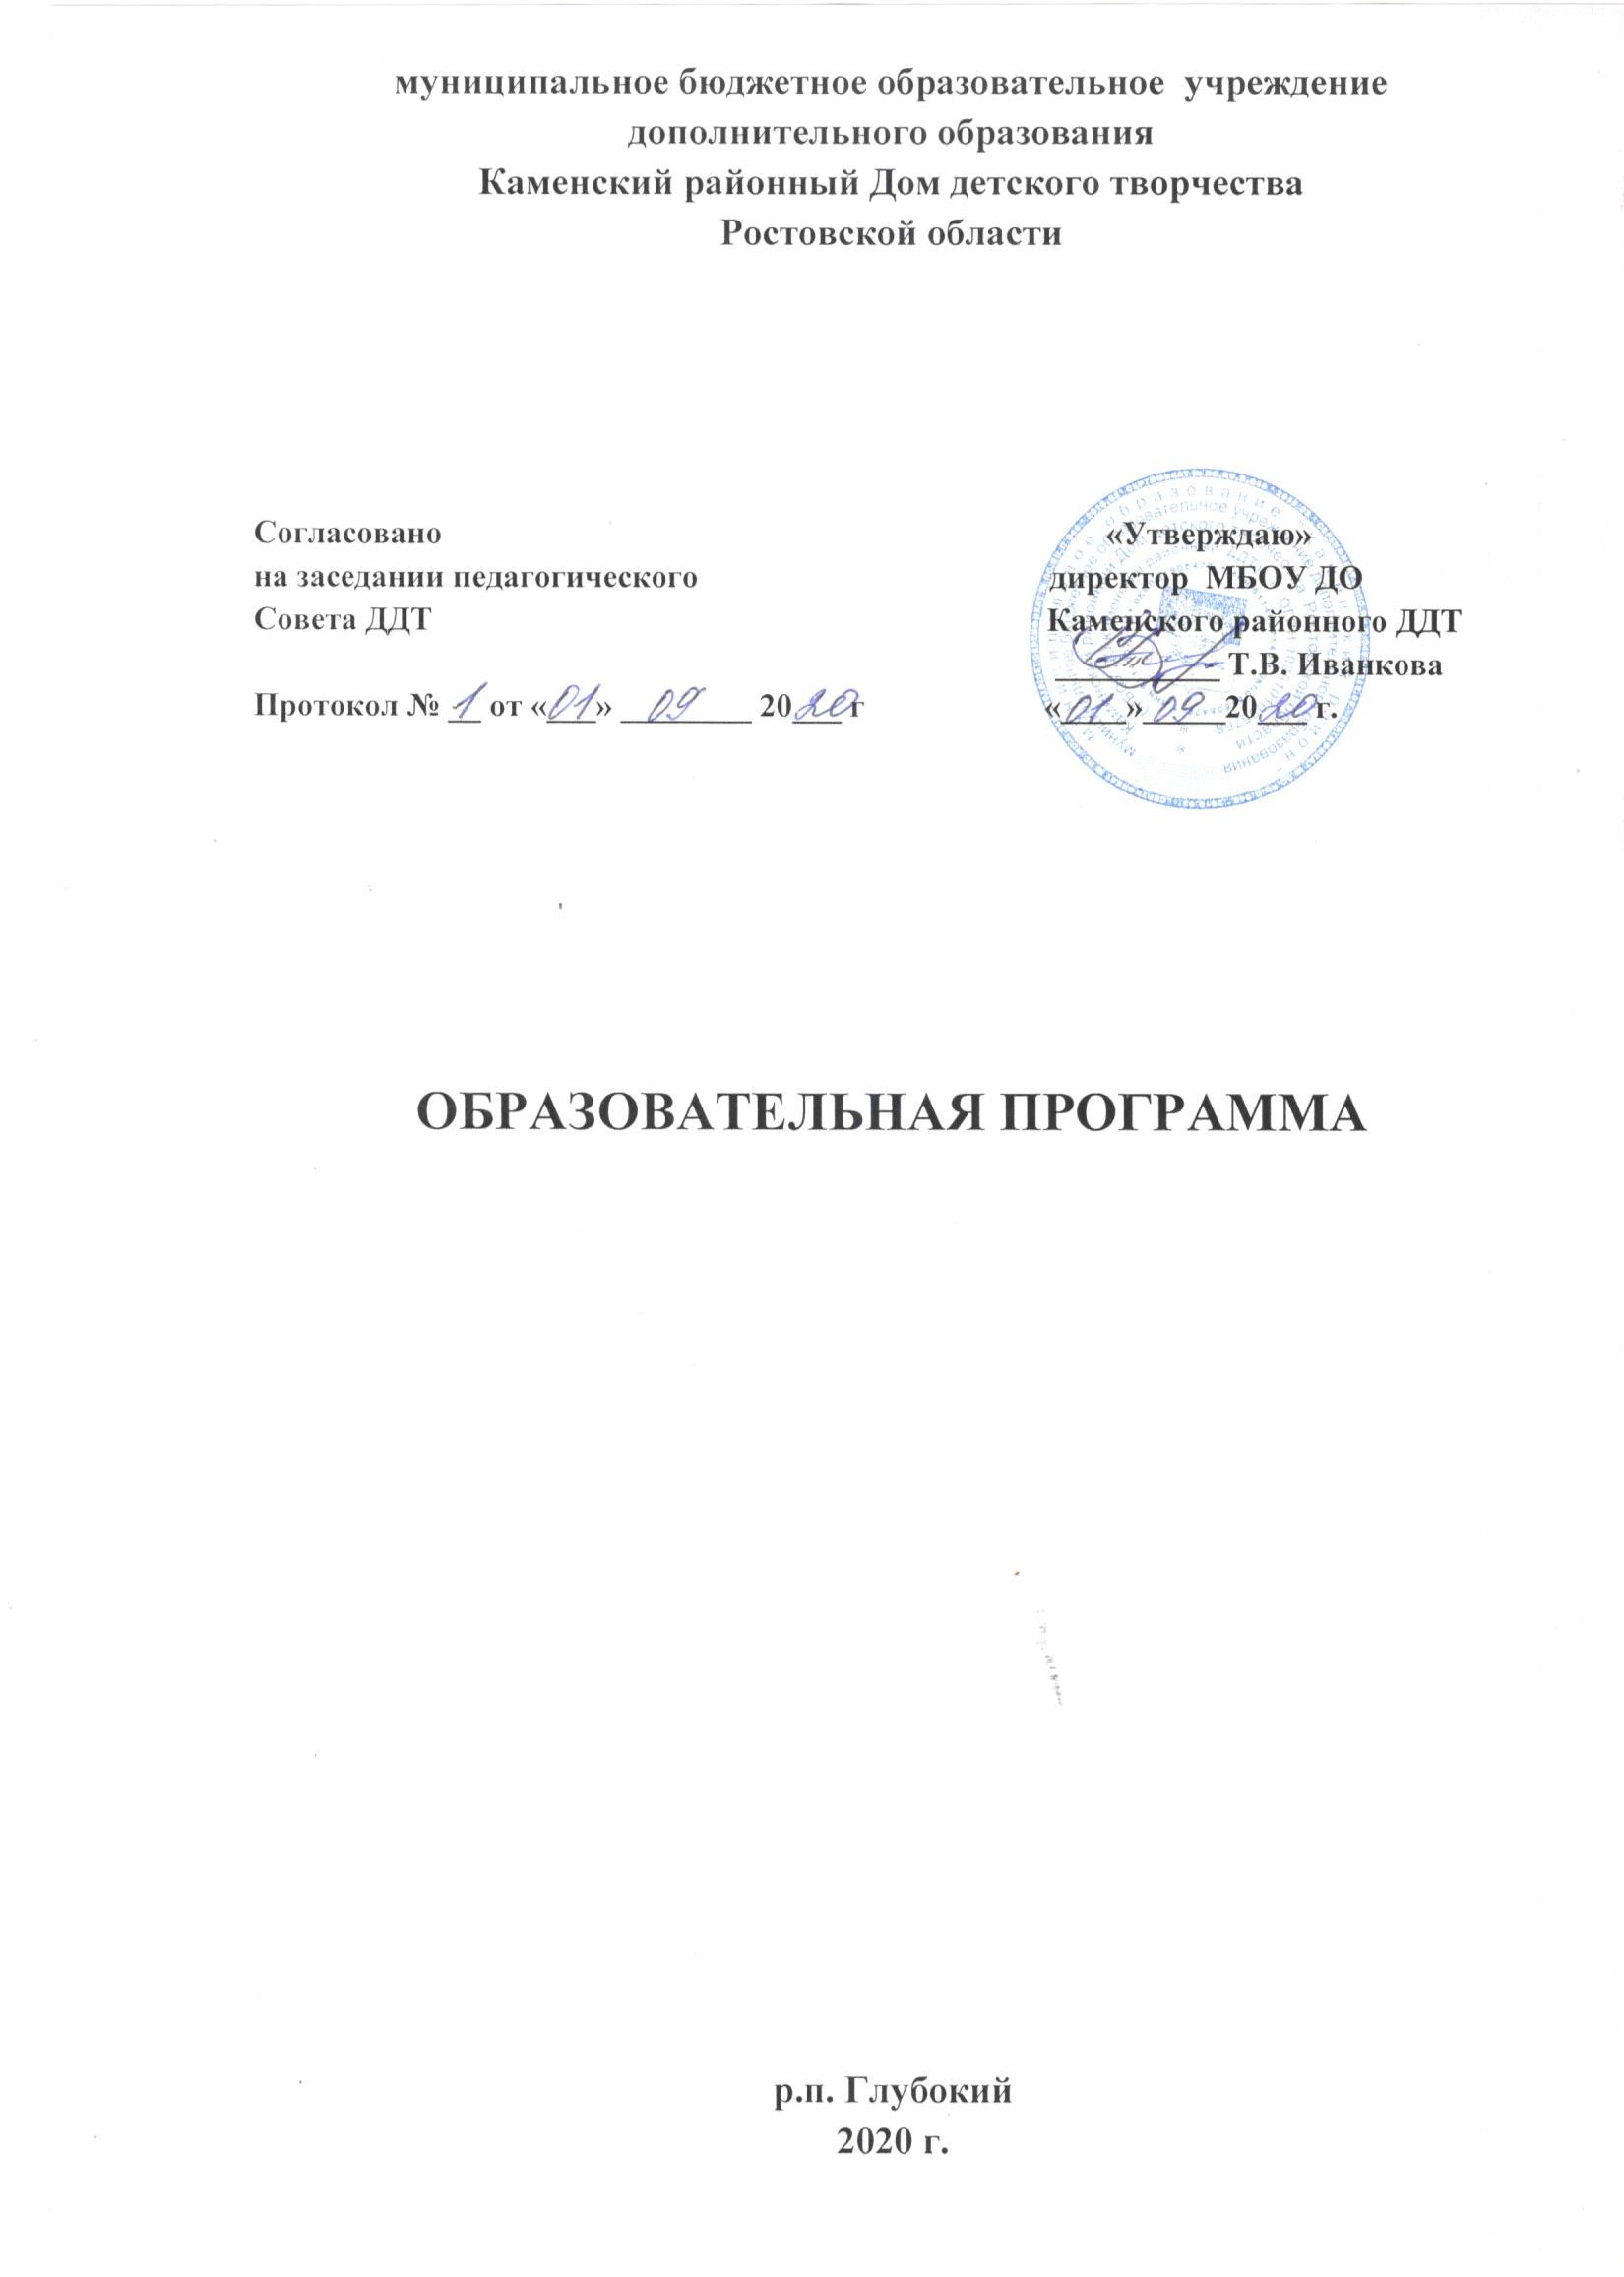 муниципальное бюджетное образовательное учреждение
дополнительного образования
Каменский районный Дом детского творчества
Ростовской области
Согласовано
на заседании педагогического
Совета ДДТ
Протокол № 1 от «01» 09 2020г
«Утверждаю»
директор МБОУ ДО
Каменского районного ДДТ
Т.В. Иванкова
«01» 09 2020 г.
ОБРАЗОВАТЕЛЬНАЯ ПРОГРАММА
р.п. Глубокий
2020 г.